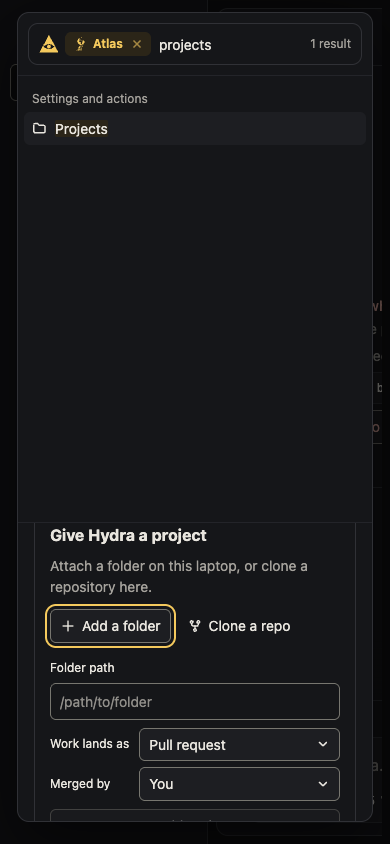 Atlas
projects
1 result
Settings and actions
Projects
Give Hydra a project
Attach a folder on this laptop, or clone a
repository here.
Add a folder
Clone a repo
Folder path
/path/to/folder
Work lands as
Pull request
Merged by
You